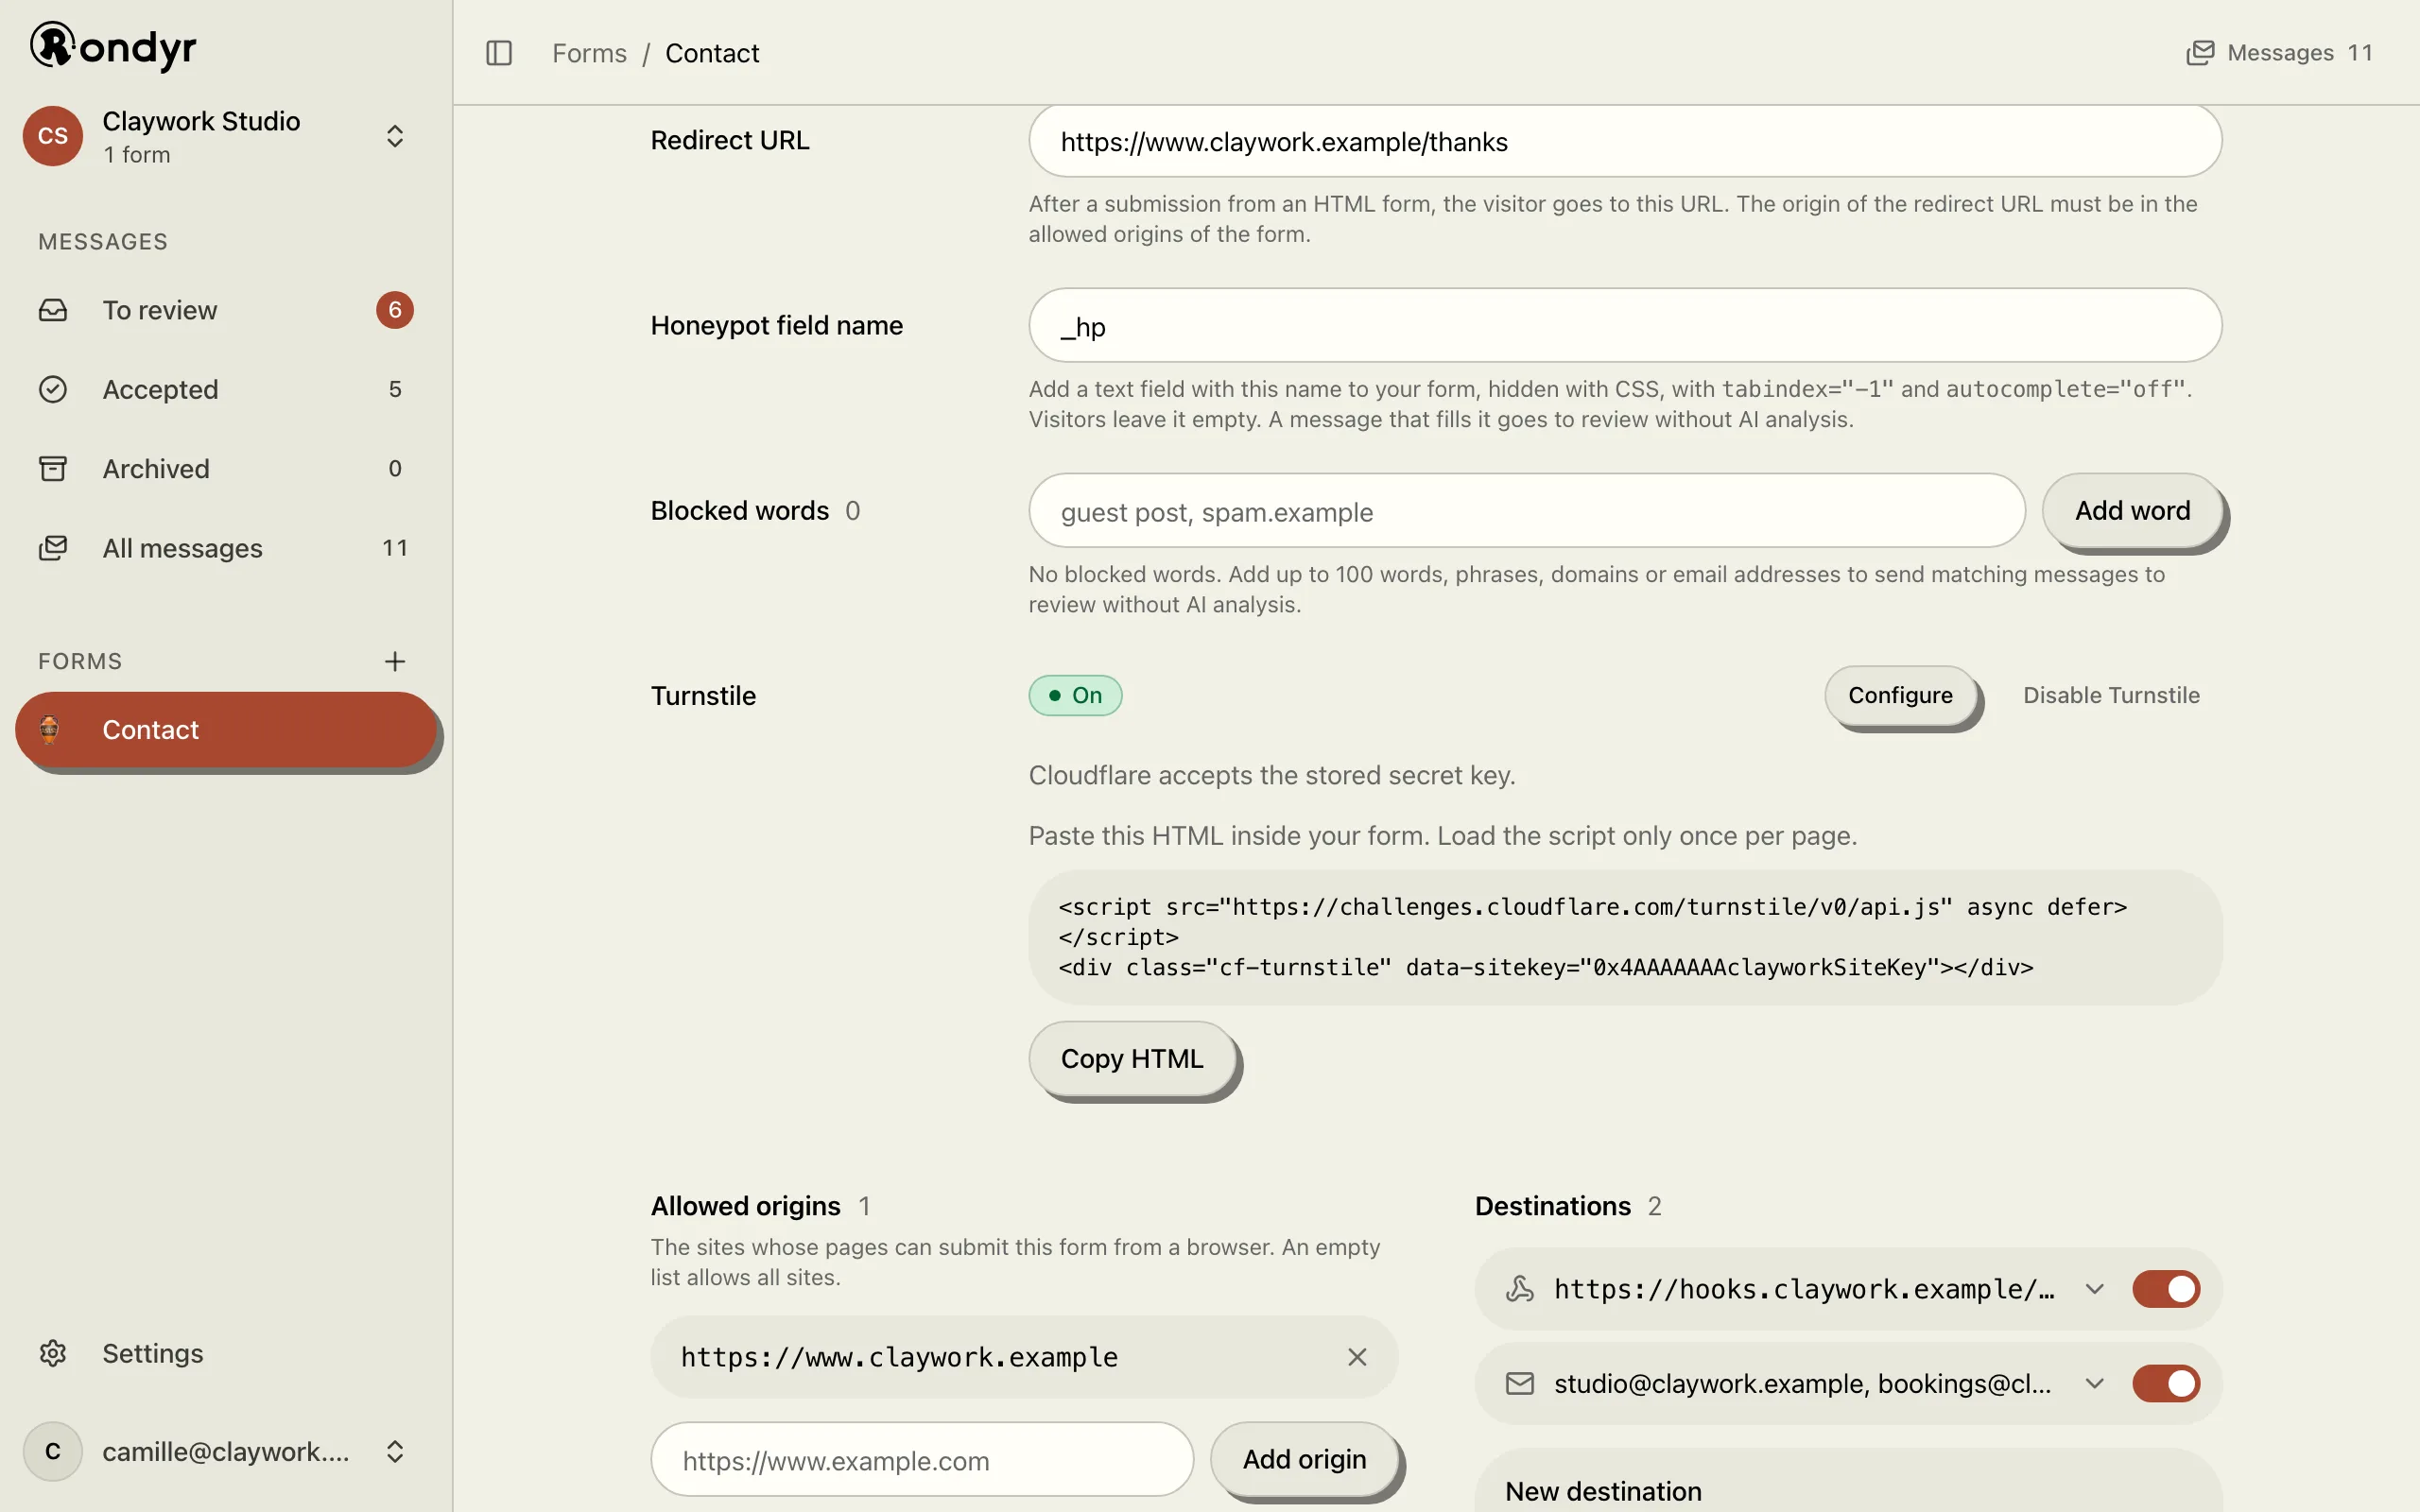 Rondyr
CS
Claywork Studio
1 form
MESSAGES
To review 6
Accepted 5
Archived 0
All messages 11
FORMS +
Contact
Settings
C camille@claywork....
Forms / Contact
Messages 11
Redirect URL
https://www.claywork.example/thanks
After a submission from an HTML form, the visitor goes to this URL. The origin of the redirect URL must be in the
allowed origins of the form.
Honeypot field name
_hp
Add a text field with this name to your form, hidden with CSS, with tabindex="-1" and autocomplete="off".
Visitors leave it empty. A message that fills it goes to review without AI analysis.
Blocked words 0
guest post, spam.example
Add word
No blocked words. Add up to 100 words, phrases, domains or email addresses to send matching messages to
review without AI analysis.
Turnstile
On
Configure
Disable Turnstile
Cloudflare accepts the stored secret key.
Paste this HTML inside your form. Load the script only once per page.
<script src="https://challenges.cloudflare.com/turnstile/v0/api.js" async defer>
</script>
<div class="cf-turnstile" data-sitekey="0x4AAAAAAAclayworkSiteKey"></div>
Copy HTML
Allowed origins 1
The sites whose pages can submit this form from a browser. An empty
list allows all sites.
https://www.claywork.example
https://www.example.com
Add origin
Destinations 2
https://hooks.claywork.example/…
studio@claywork.example, bookings@cl...
New destination